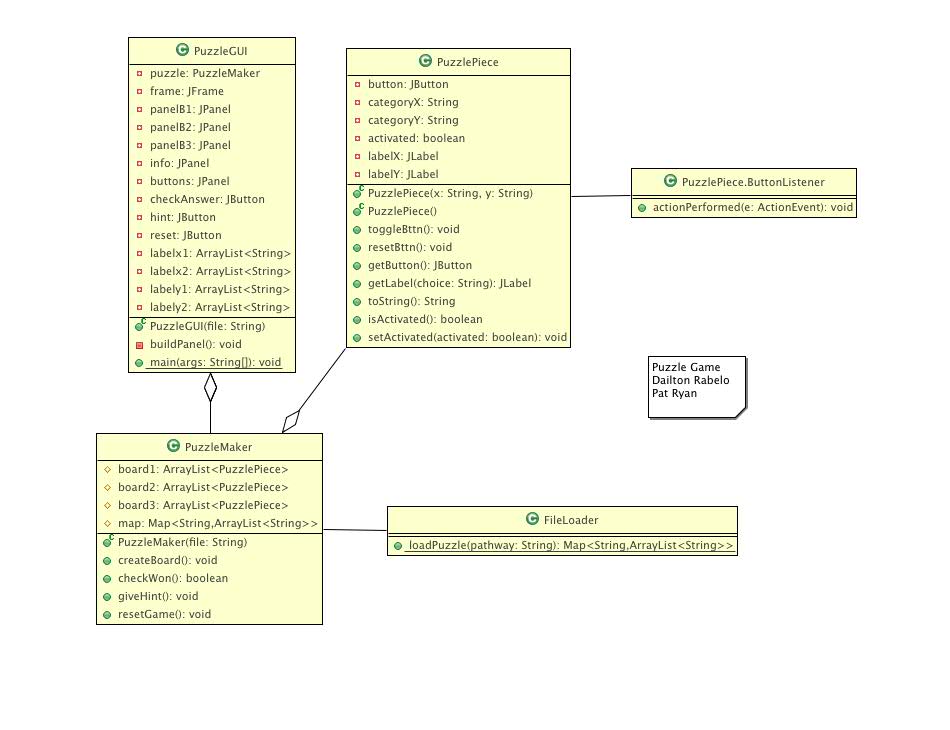 PuzzleGUI
puzzle: PuzzleMaker
frame: JFrame
panelB1: JPanel
panelB2: JPanel
panelB3: JPanel
info: JPanel
buttons: JPanel
checkAnswer: JButton
hint: JButton
reset: JButton
labelx1: ArrayList<String>
labelx2: ArrayList<String>
labely1: ArrayList<String>
labely2: ArrayList<String>
PuzzleGUI(file: String)
buildPanel(): void
main(args: String[]): void
PuzzlePiece
button: JButton
categoryX: String
categoryY: String
activated: boolean
labelX: JLabel
labelY: JLabel
PuzzlePiece(x: String, y: String)
PuzzlePiece()
toggleBttn(): void
resetBttn(): void
getButton(): JButton
getLabel(choice: String): JLabel
toString(): String
isActivated(): boolean
setActivated(activated: boolean): void
PuzzlePiece.ButtonListener
actionPerformed(e: ActionEvent): void
Puzzle Game
Dailton Rabelo
Pat Ryan
PuzzleMaker
board1: ArrayList<PuzzlePiece>
board2: ArrayList<PuzzlePiece>
board3: ArrayList<PuzzlePiece>
map: Map<String,ArrayList<String>>
PuzzleMaker(file: String)
createBoard(): void
checkWon(): boolean
giveHint(): void
resetGame(): void
FileLoader
loadPuzzle(pathway: String): Map<String,ArrayList<String>>